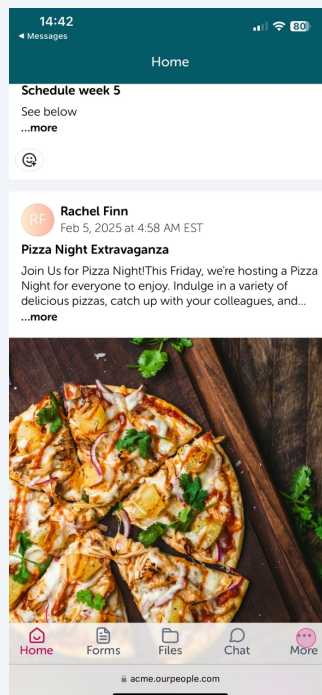 14:42
80
◀ Messages
Home
Schedule week 5
See below
...more
RF
Rachel Finn
Feb 5, 2025 at 4:58 AM EST
Pizza Night Extravaganza
Join Us for Pizza Night!This Friday, we're hosting a Pizza
Night for everyone to enjoy. Indulge in a variety of
delicious pizzas, catch up with your colleagues, and...
...more
Home Forms Files Chat More
acme.ourpeople.com